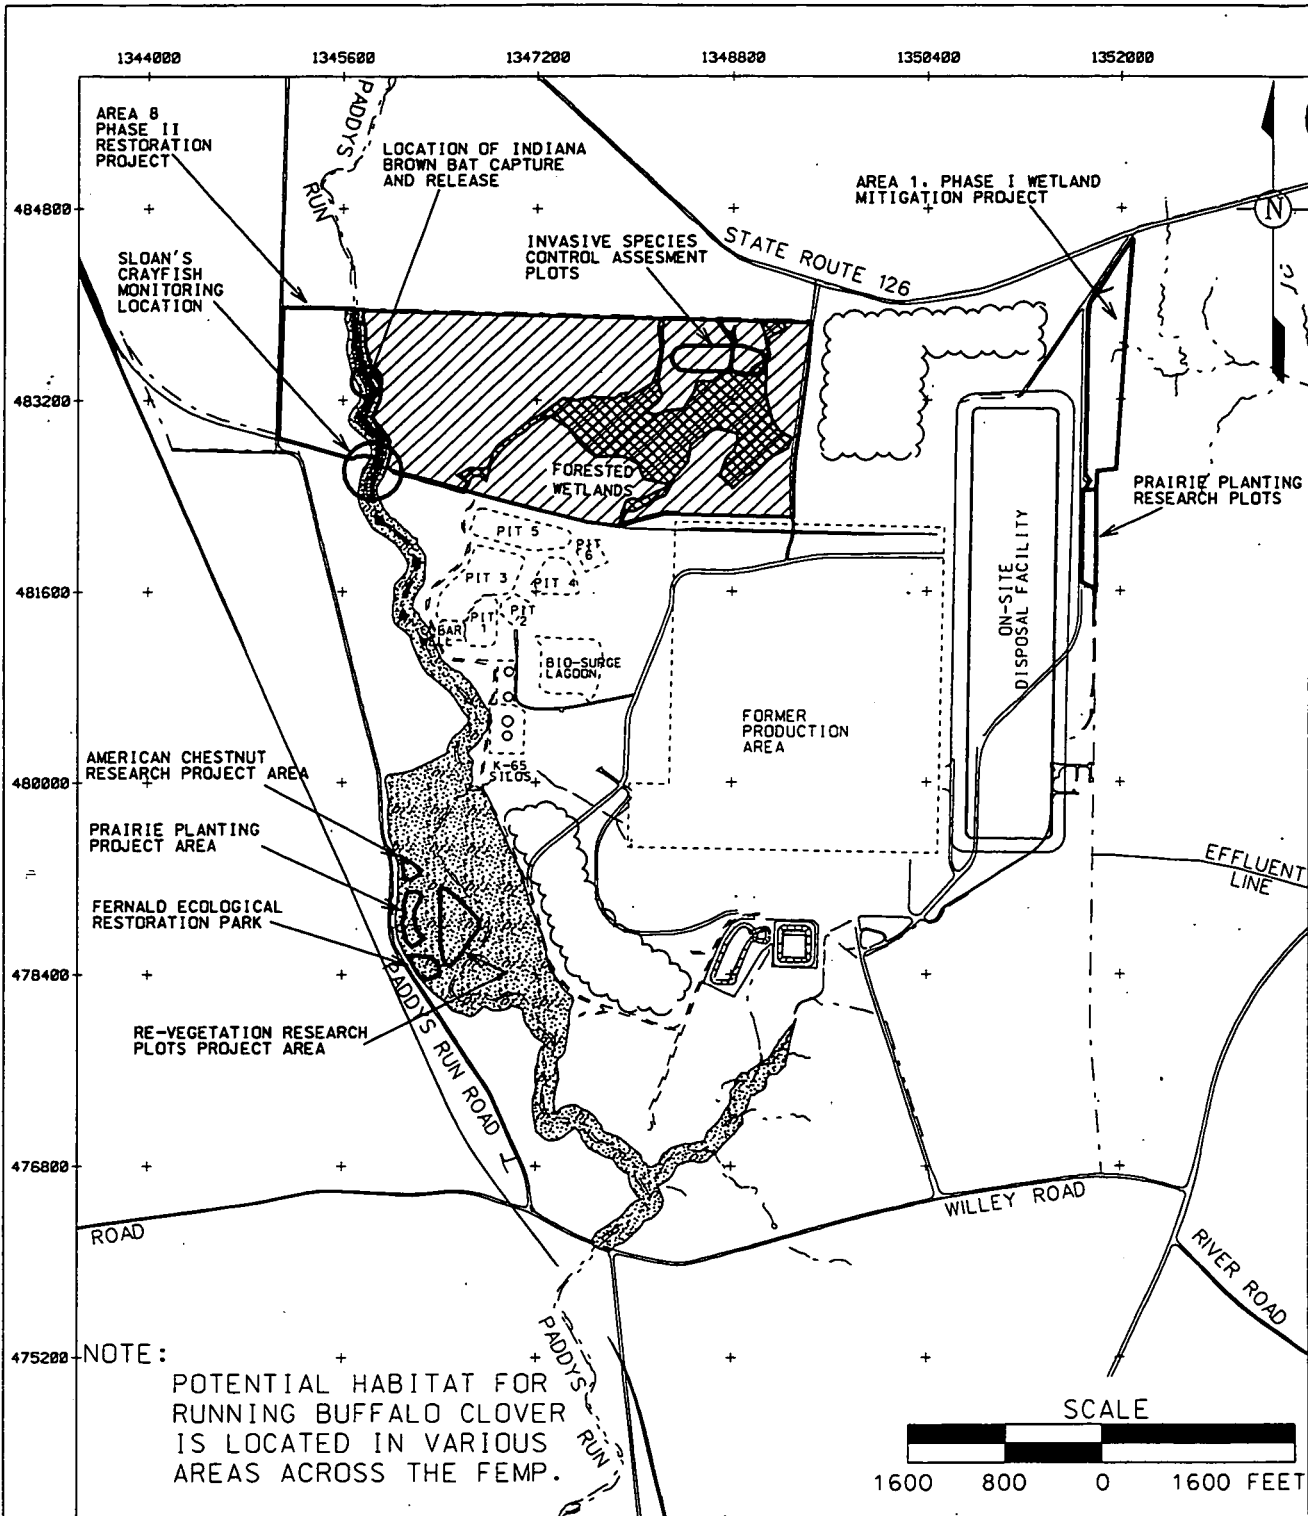 1344000 1345600 1347200 1348800 1350400 1352000
484800
483200
481600
480000
478400
476800
475200
AREA 8
PHASE II
RESTORATION
PROJECT
PADDYS
RUN
LOCATION OF INDIANA
BROWN BAT CAPTURE
AND RELEASE
SLOAN'S
CRAYFISH
MONITORING
LOCATION
INVASIVE SPECIES
CONTROL ASSESMENT
PLOTS
STATE ROUTE 126
AREA 1. PHASE I WETLAND
MITIGATION PROJECT
N
FORESTED
WETLANDS
PRAIRIE PLANTING
RESEARCH PLOTS
PIT 5
PIT
6
PIT 3
PIT 4
PIT
1
PIT
2
BIO-SURGE
LAGOON
K-65
SILOS
FORMER
PRODUCTION
AREA
ON-SITE
DISPOSAL FACILITY
AMERICAN CHESTNUT
RESEARCH PROJECT AREA
PRAIRIE PLANTING
PROJECT AREA
FERNALD ECOLOGICAL
RESTORATION PARK
RE-VEGETATION RESEARCH
PLOTS PROJECT AREA
PADDYS RUN ROAD
EFFLUENT
LINE
ROAD
WILLEY ROAD
RIVER ROAD
PADDYS
RUN
NOTE:
POTENTIAL HABITAT FOR
RUNNING BUFFALO CLOVER
IS LOCATED IN VARIOUS
AREAS ACROSS THE FEMP.
SCALE
1600 800 0 1600 FEET